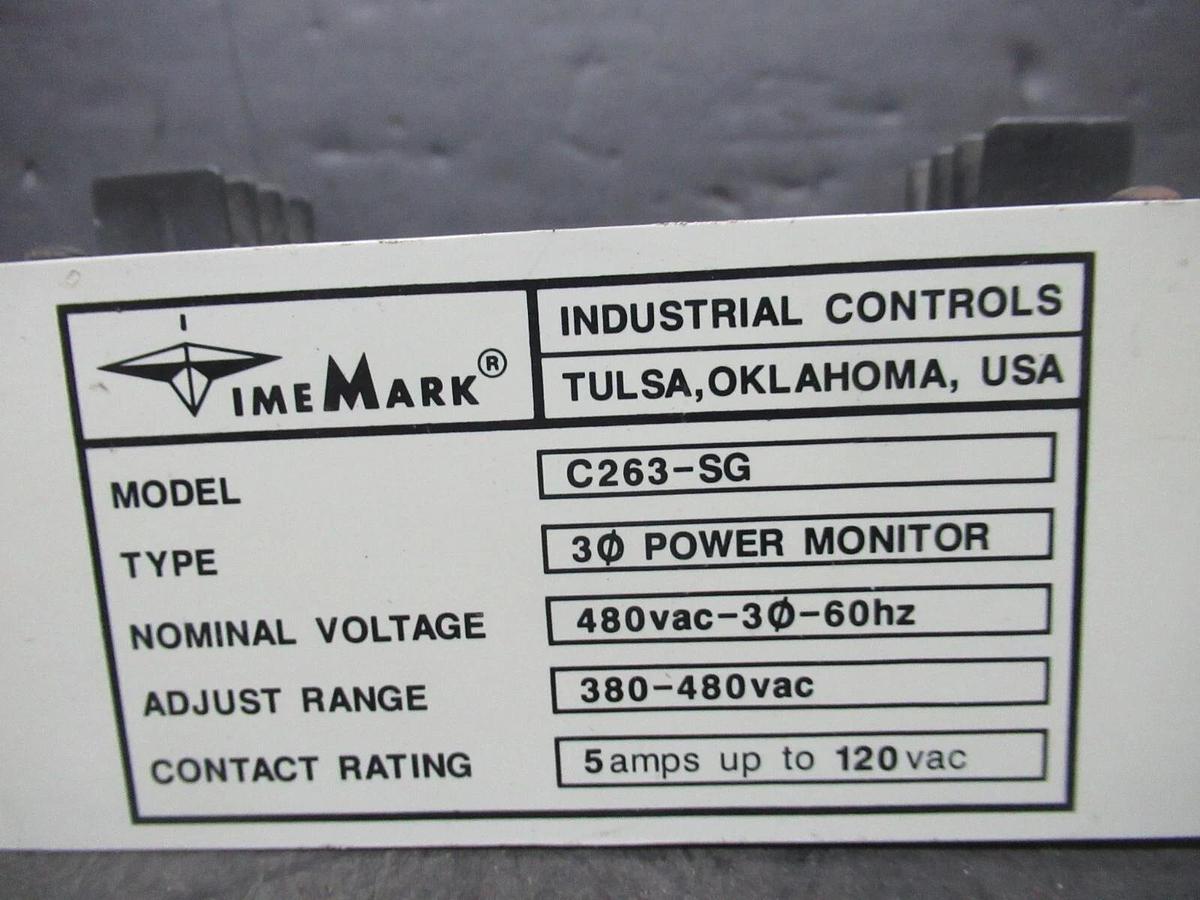 TIMEMARK®
INDUSTRIAL CONTROLS
TULSA, OKLAHOMA, USA
MODEL C263-SG
TYPE 3Ø POWER MONITOR
NOMINAL VOLTAGE 480vac-3Ø-60hz
ADJUST RANGE 380-480vac
CONTACT RATING 5amps up to 120vac